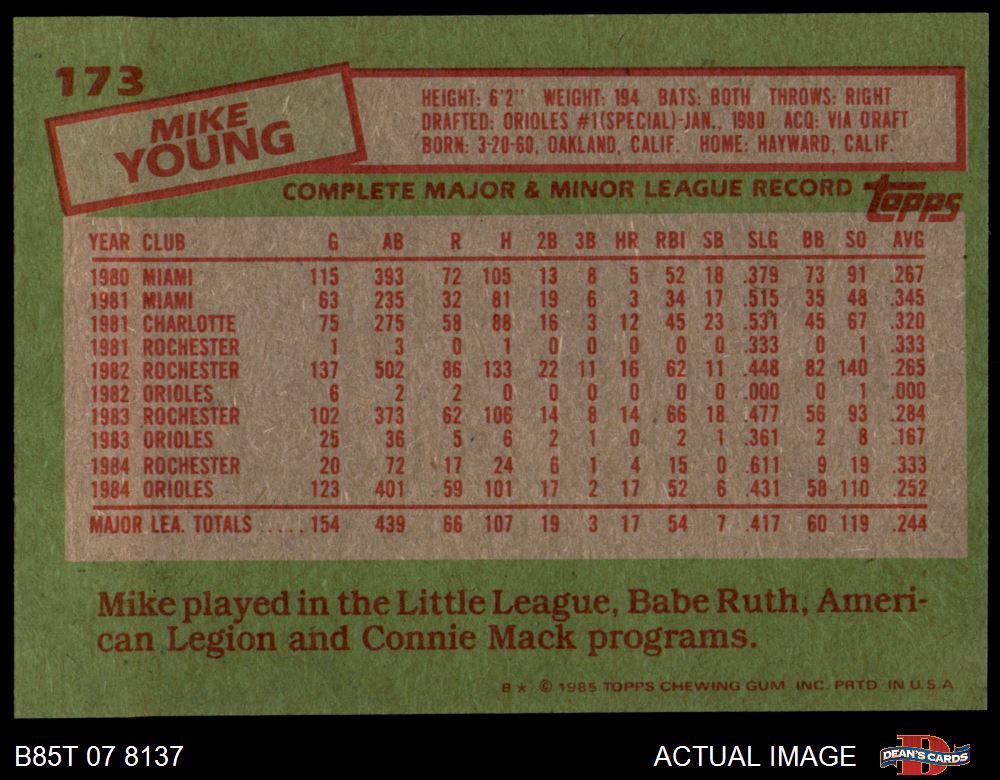 173
MIKE
YOUNG
HEIGHT: 6'2" WEIGHT: 194 BATS: BOTH THROWS: RIGHT
DRAFTED: ORIOLES #1(SPECIAL)-JAN., 1980 ACQ: VIA DRAFT
BORN: 3-20-60, OAKLAND, CALIF. HOME: HAYWARD, CALIF.
COMPLETE MAJOR & MINOR LEAGUE RECORD topps
YEAR CLUB G AB R H 2B 3B HR RBI SB SLG BB SO AVG
1980 MIAMI 115 393 72 105 13 8 5 52 18 .379 73 91 .267
1981 MIAMI 63 235 32 81 19 6 3 34 17 .515 35 48 .345
1981 CHARLOTTE 75 275 58 88 16 3 12 45 23 .531 45 67 .320
1981 ROCHESTER 1 3 0 1 0 0 0 0 0 .333 0 1 .333
1982 ROCHESTER 137 502 86 133 22 11 16 62 11 .448 82 140 .265
1982 ORIOLES 6 2 2 0 0 0 0 0 0 .000 0 1 .000
1983 ROCHESTER 102 373 62 106 14 8 14 66 18 .477 56 93 .284
1983 ORIOLES 25 36 5 6 2 1 0 2 1 .361 2 8 .167
1984 ROCHESTER 20 72 17 24 6 1 4 15 0 .611 9 19 .333
1984 ORIOLES 123 401 59 101 17 2 17 52 6 .431 58 110 .252
MAJOR LEA. TOTALS ..... 154 439 66 107 19 3 17 54 7 .417 60 119 .244
Mike played in the Little League, Babe Ruth, Ameri-
can Legion and Connie Mack programs.
B* © 1985 TOPPS CHEWING GUM INC. PRTD. IN U.S.A.
B85T 07 8137 ACTUAL IMAGE DEAN'S CARDS